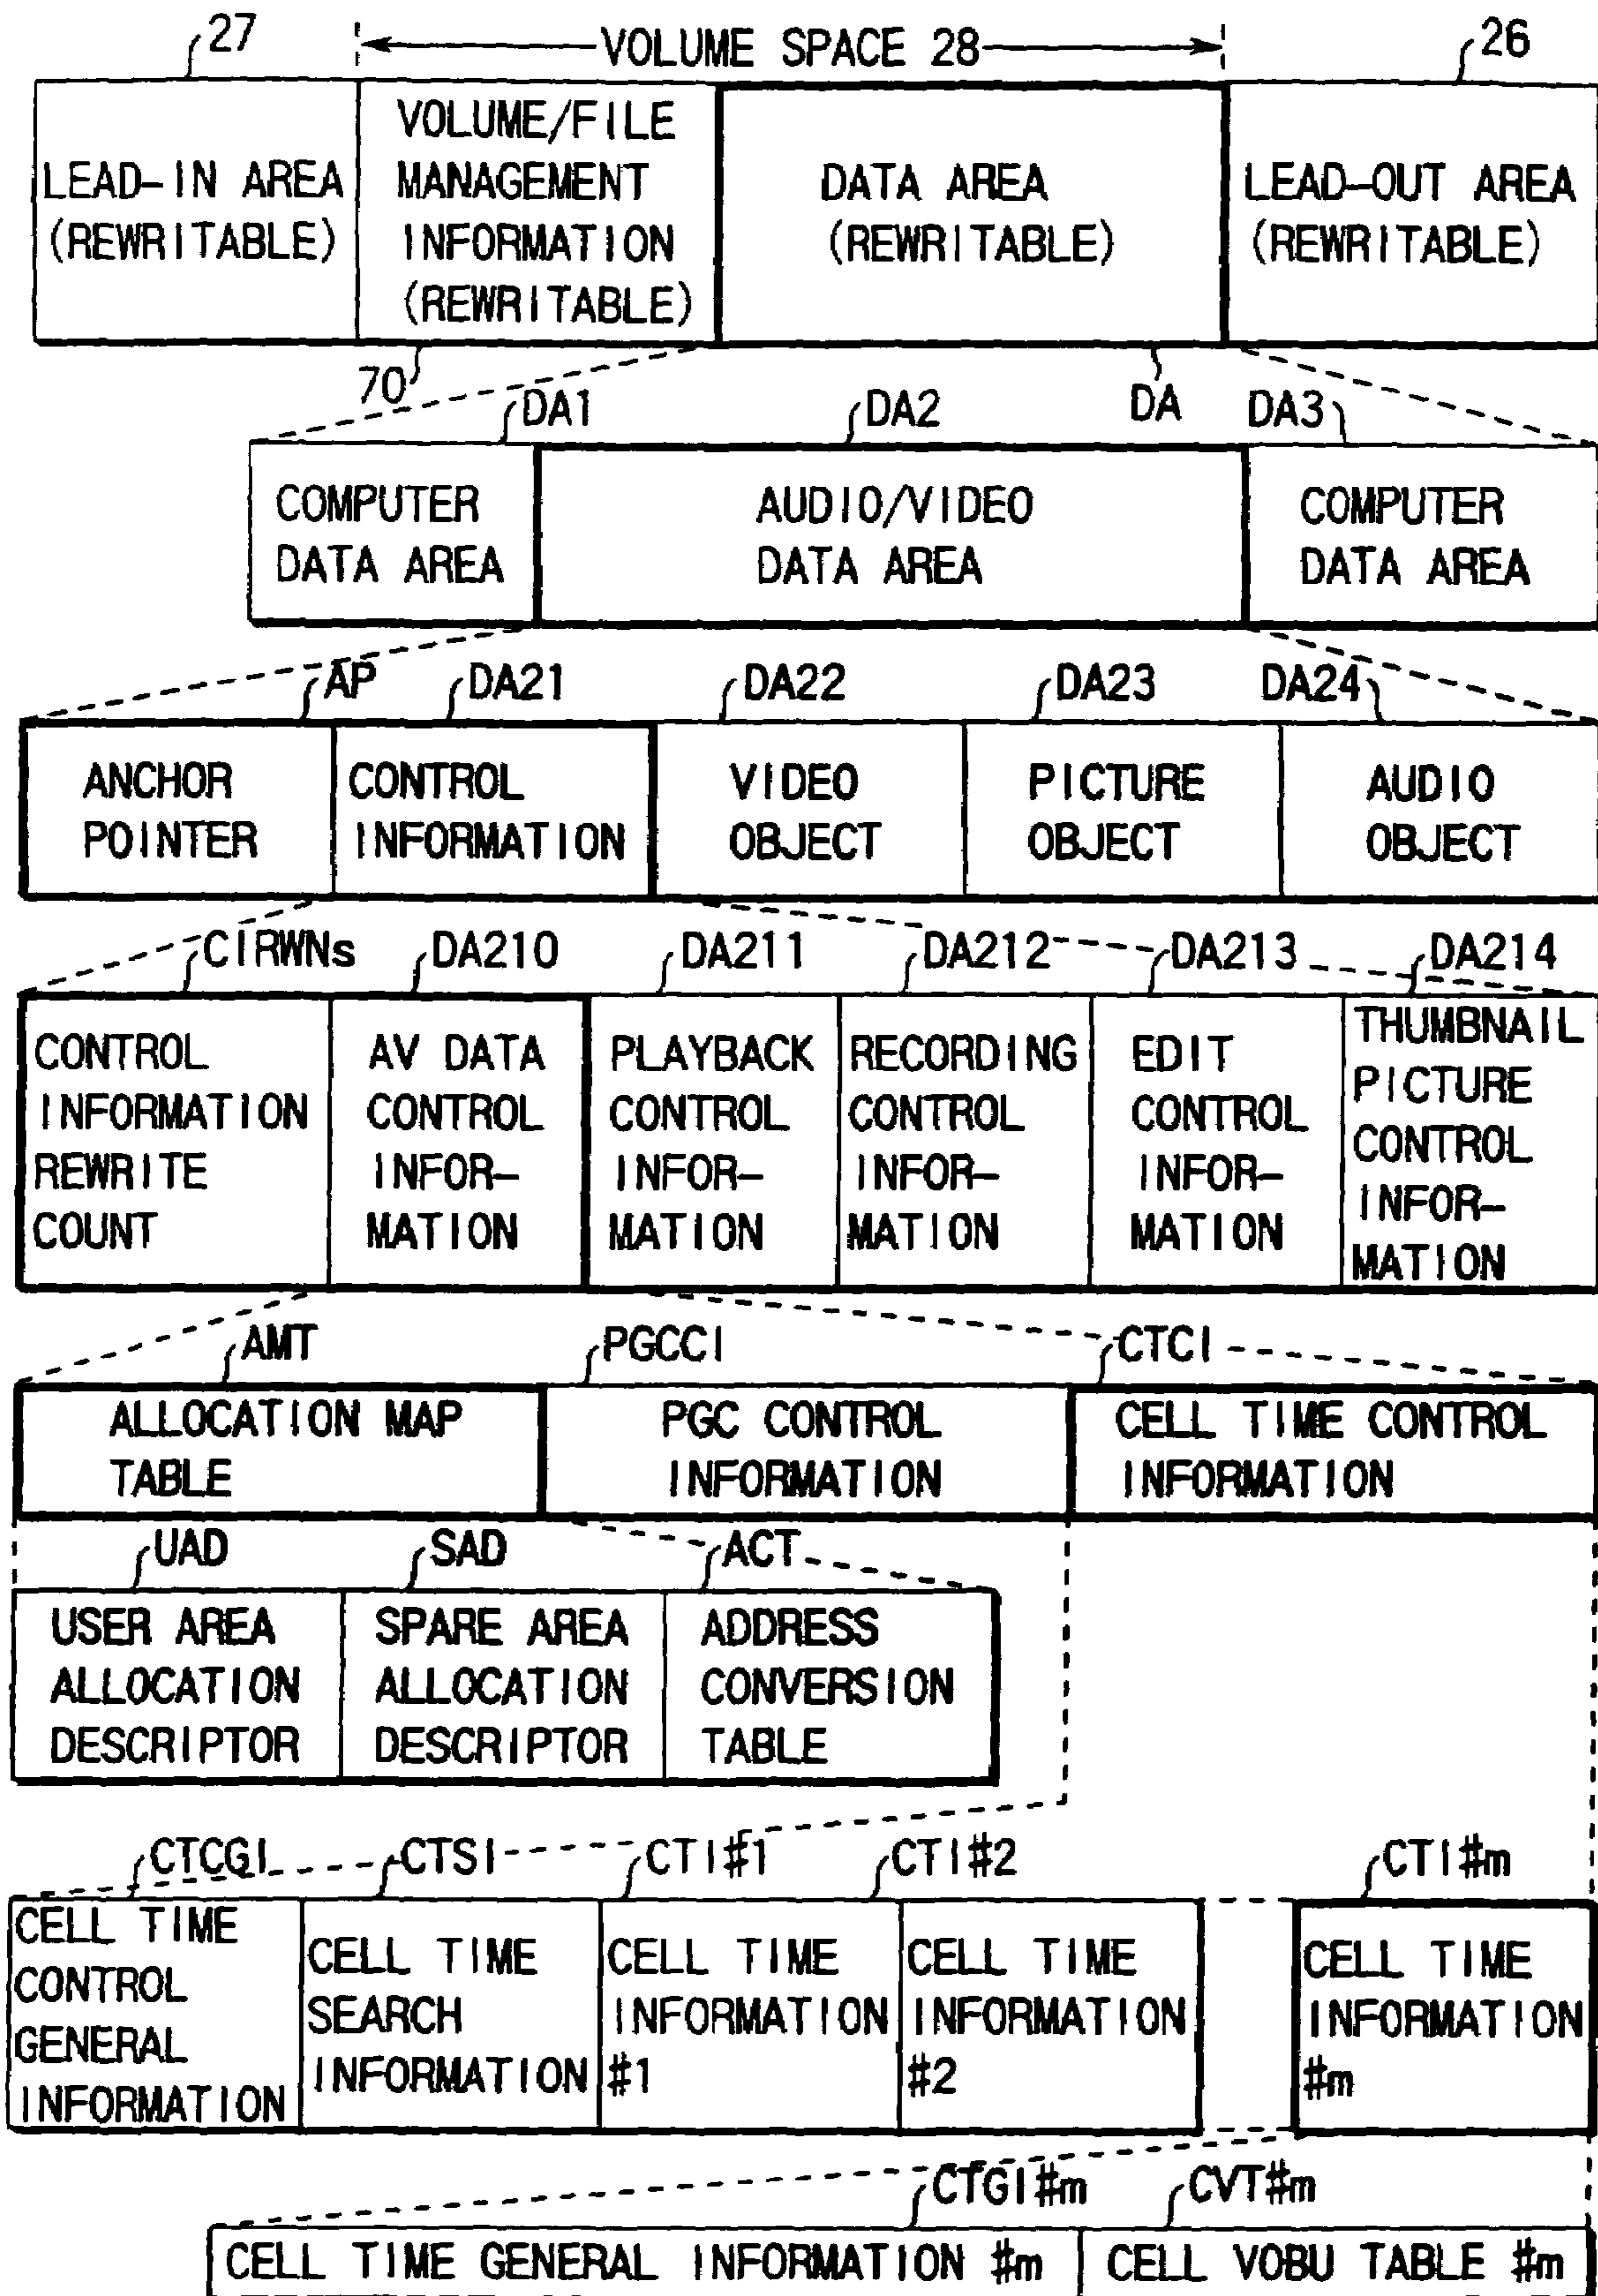 27
VOLUME SPACE 28
26
LEAD-IN AREA
(REWRITABLE)
VOLUME/FILE
MANAGEMENT
INFORMATION
(REWRITABLE)
DATA AREA
(REWRITABLE)
LEAD-OUT AREA
(REWRITABLE)
70
DA1
DA2
DA
DA3
COMPUTER
DATA AREA
AUDIO/VIDEO
DATA AREA
COMPUTER
DATA AREA
AP
DA21
DA22
DA23
DA24
ANCHOR
POINTER
CONTROL
INFORMATION
VIDEO
OBJECT
PICTURE
OBJECT
AUDIO
OBJECT
CIRWNs
DA210
DA211
DA212
DA213
DA214
CONTROL
INFORMATION
REWRITE
COUNT
AV DATA
CONTROL
INFOR-
MATION
PLAYBACK
CONTROL
INFOR-
MATION
RECORDING
CONTROL
INFOR-
MATION
EDIT
CONTROL
INFOR-
MATION
THUMBNAIL
PICTURE
CONTROL
INFOR-
MATION
AMT
PGCCI
CTCI
ALLOCATION MAP
TABLE
PGC CONTROL
INFORMATION
CELL TIME CONTROL
INFORMATION
UAD
SAD
ACT
USER AREA
ALLOCATION
DESCRIPTOR
SPARE AREA
ALLOCATION
DESCRIPTOR
ADDRESS
CONVERSION
TABLE
CTCGI
CTSI
CTI#1
CTI#2
CTI#m
CELL TIME
CONTROL
GENERAL
INFORMATION
CELL TIME
SEARCH
INFORMATION
CELL TIME
INFORMATION
#1
CELL TIME
INFORMATION
#2
CELL TIME
INFORMATION
#m
CTGI#m
CVT#m
CELL TIME GENERAL INFORMATION #m
CELL VOBU TABLE #m